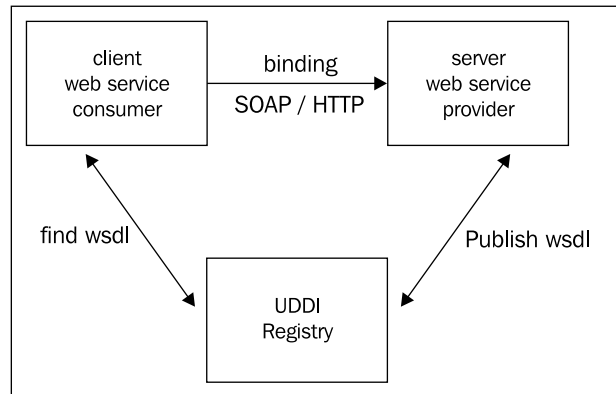 client
web service
consumer
binding
SOAP / HTTP
server
web service
provider
find wsdl
Publish wsdl
UDDI
Registry